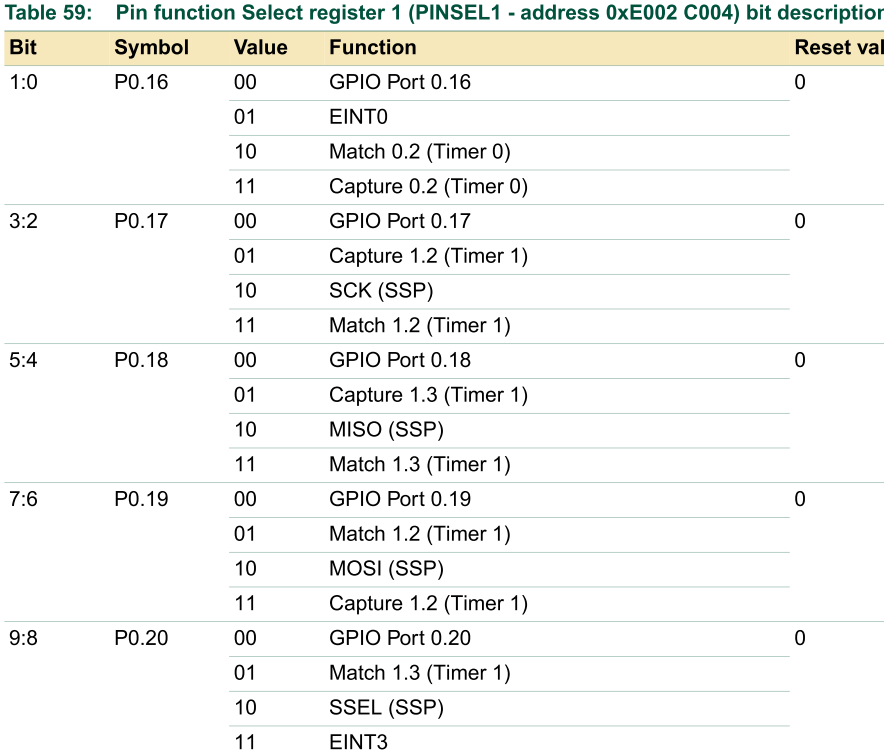 Table 59: Pin function Select register 1 (PINSEL1 - address 0xE002 C004) bit description
Bit Symbol Value Function Reset val
1:0 P0.16 00 GPIO Port 0.16 0
01 EINT0
10 Match 0.2 (Timer 0)
11 Capture 0.2 (Timer 0)
3:2 P0.17 00 GPIO Port 0.17 0
01 Capture 1.2 (Timer 1)
10 SCK (SSP)
11 Match 1.2 (Timer 1)
5:4 P0.18 00 GPIO Port 0.18 0
01 Capture 1.3 (Timer 1)
10 MISO (SSP)
11 Match 1.3 (Timer 1)
7:6 P0.19 00 GPIO Port 0.19 0
01 Match 1.2 (Timer 1)
10 MOSI (SSP)
11 Capture 1.2 (Timer 1)
9:8 P0.20 00 GPIO Port 0.20 0
01 Match 1.3 (Timer 1)
10 SSEL (SSP)
11 EINT3